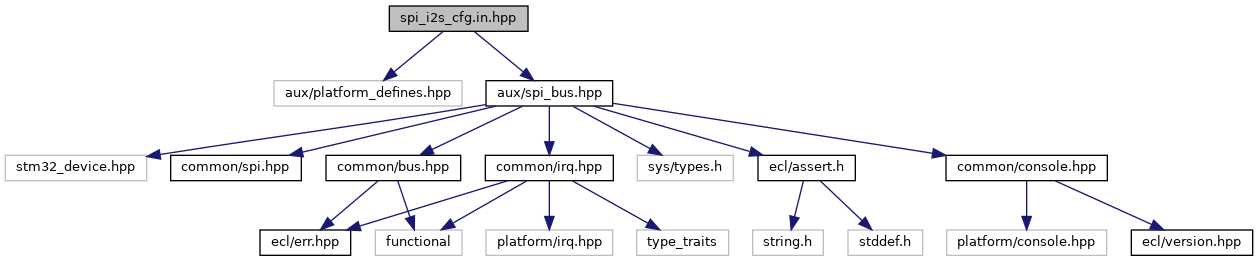 spi_i2s_cfg.in.hpp
aux/platform_defines.hpp
aux/spi_bus.hpp
stm32_device.hpp
common/spi.hpp
common/bus.hpp
common/irq.hpp
sys/types.h
ecl/assert.h
common/console.hpp
ecl/err.hpp
functional
platform/irq.hpp
type_traits
string.h
stddef.h
platform/console.hpp
ecl/version.hpp